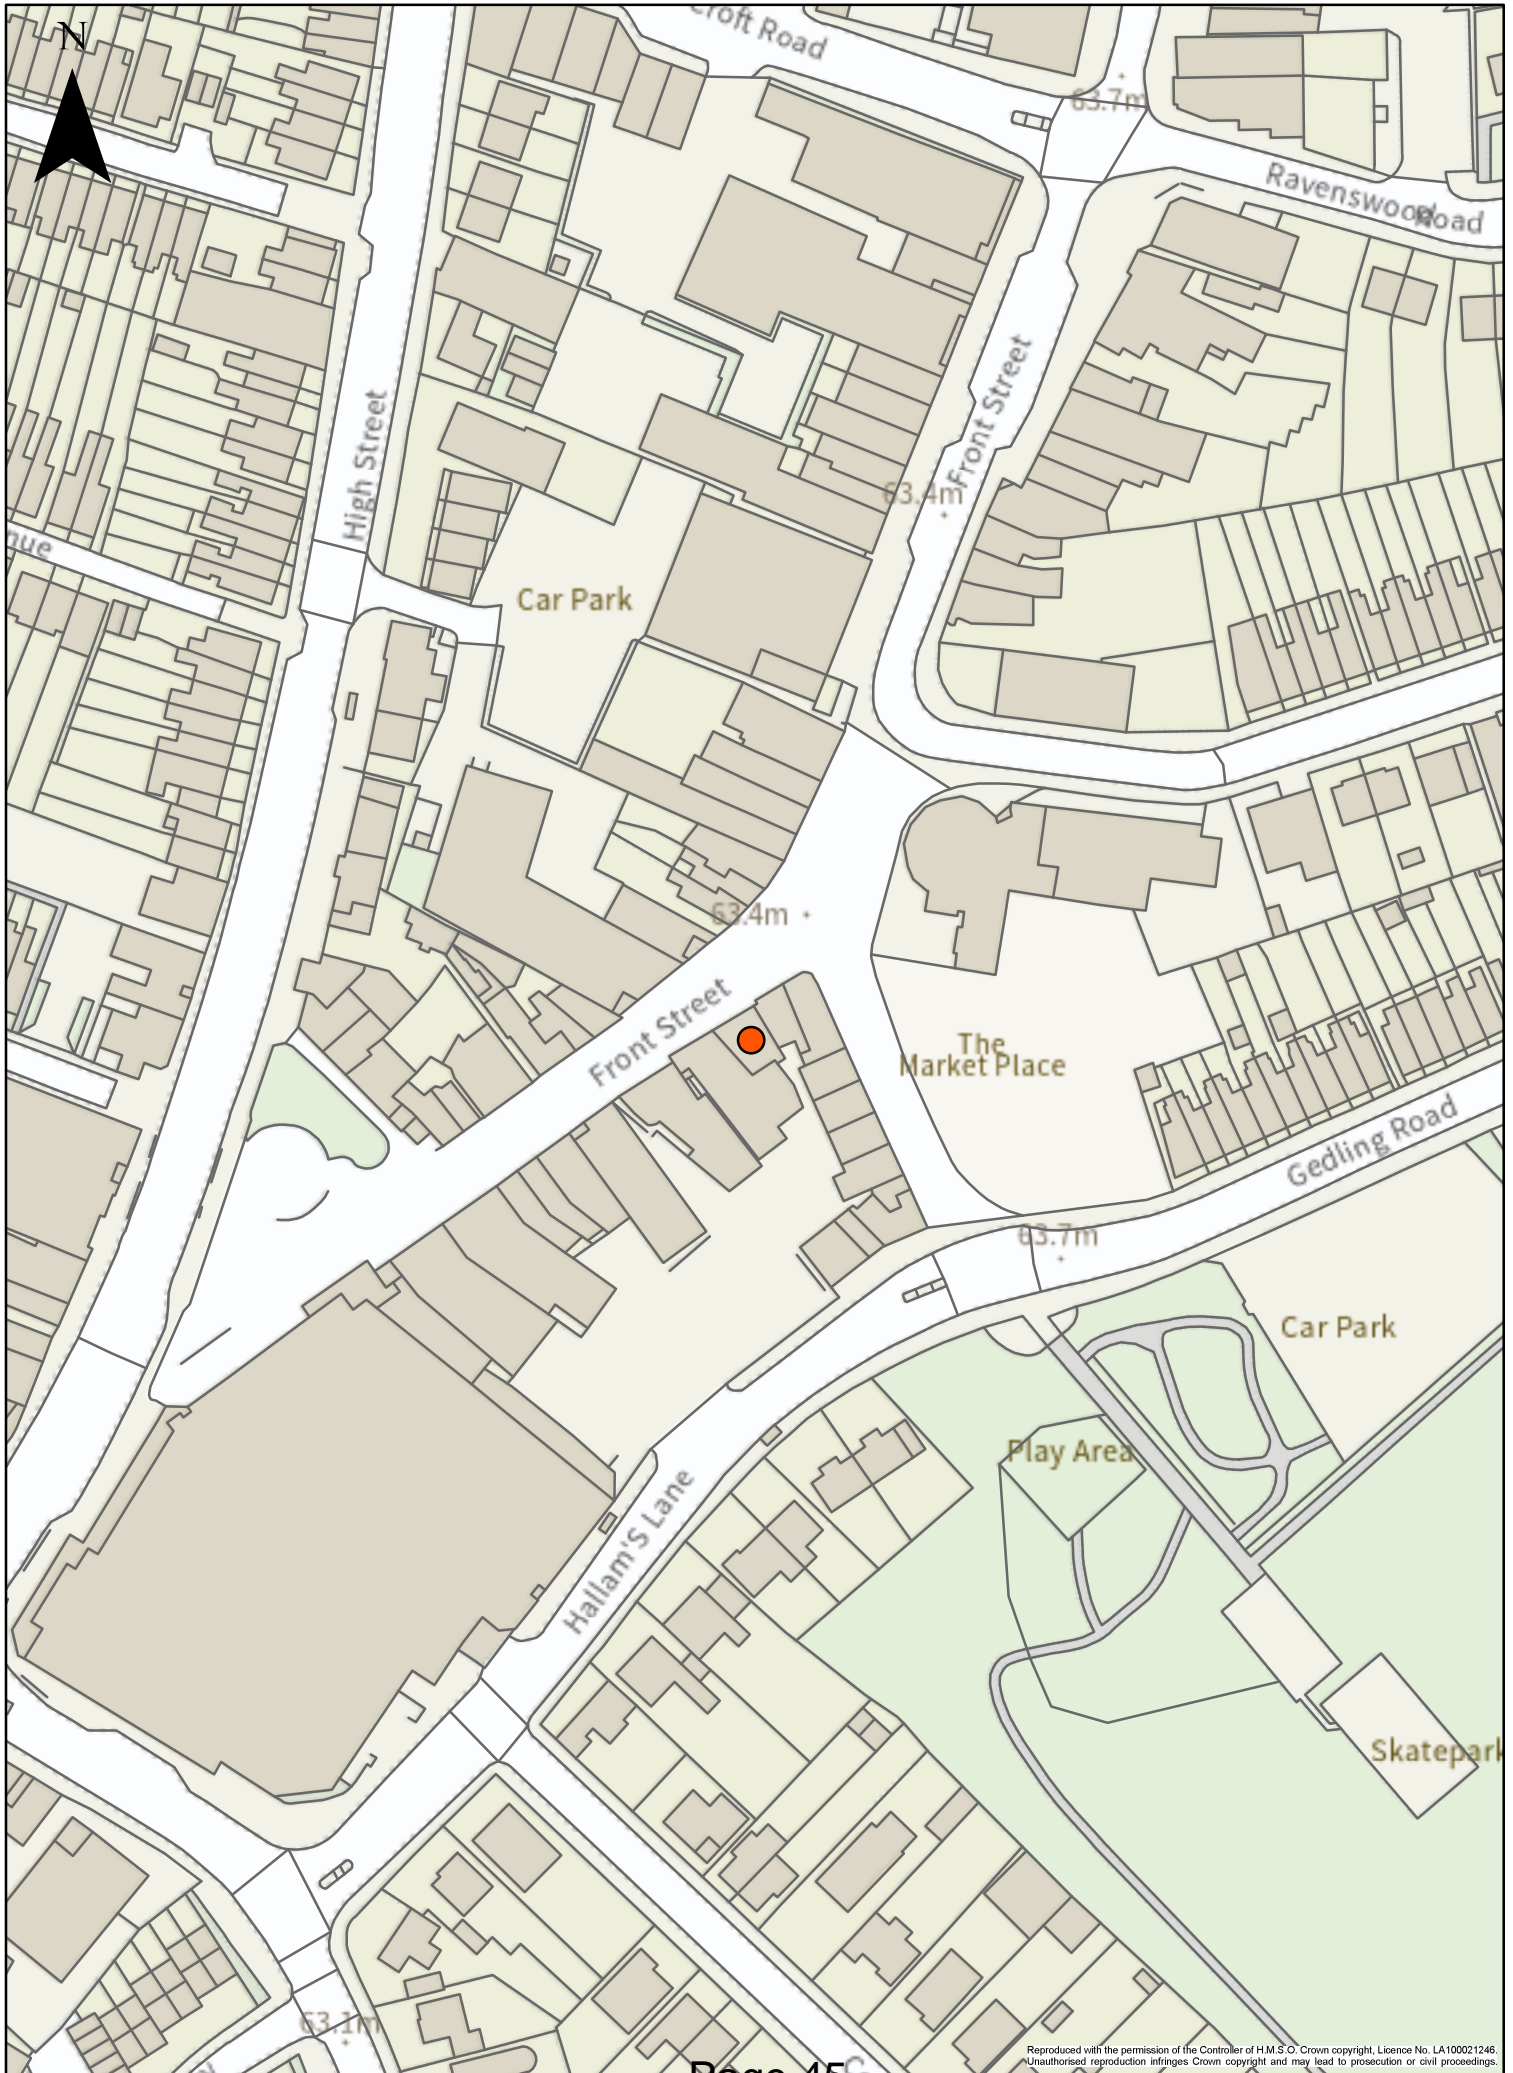 N
Croft Road
63.7m
Ravenswood
Road
Front Street
High Street
63.4m
nue
Car Park
63.4m
Front Street
The
Market Place
Gedling Road
63.7m
Car Park
Play Area
Hallam'S Lane
Skatepark
63.1m
Reproduced with the permission of the Controller of H.M.S.O. Crown copyright, Licence No. LA100021246.
Unauthorised reproduction infringes Crown copyright and may lead to prosecution or civil proceedings.
Page 45